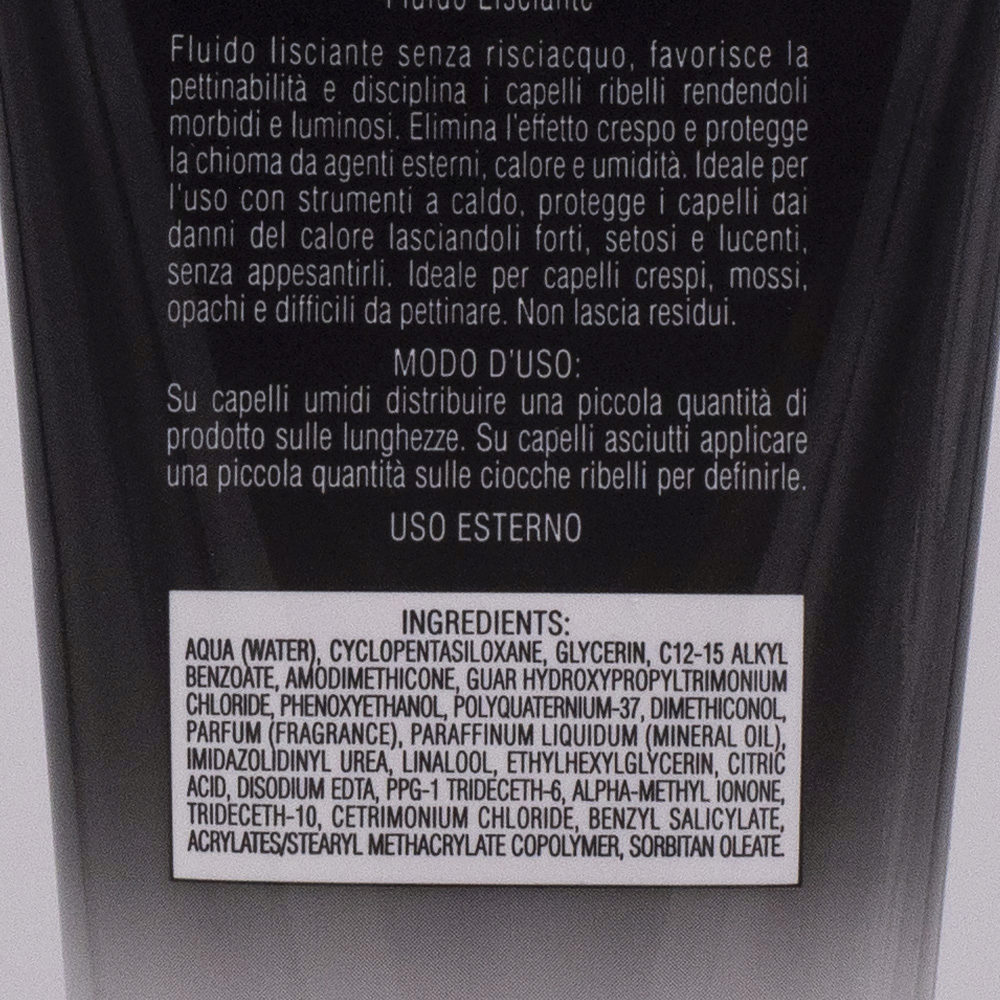 Fluido Lisciante
Fluido lisciante senza risciacquo, favorisce la
pettinabilità e disciplina i capelli ribelli rendendoli
morbidi e luminosi. Elimina l'effetto crespo e protegge
la chioma da agenti esterni, calore e umidità. Ideale per
l'uso con strumenti a caldo, protegge i capelli dai
danni del calore lasciandoli forti, setosi e lucenti,
senza appesantirli. Ideale per capelli crespi, mossi,
opachi e difficili da pettinare. Non lascia residui.
MODO D'USO:
Su capelli umidi distribuire una piccola quantità di
prodotto sulle lunghezze. Su capelli asciutti applicare
una piccola quantità sulle ciocche ribelli per definirle.
USO ESTERNO
INGREDIENTS:
AQUA (WATER), CYCLOPENTASILOXANE, GLYCERIN, C12-15 ALKYL
BENZOATE, AMODIMETHICONE, GUAR HYDROXYPROPYLTRIMONIUM
CHLORIDE, PHENOXYETHANOL, POLYQUATERNIUM-37, DIMETHICONOL,
PARFUM (FRAGRANCE), PARAFFINUM LIQUIDUM (MINERAL OIL),
IMIDAZOLIDINYL UREA, LINALOOL, ETHYLHEXYLGLYCERIN, CITRIC
ACID, DISODIUM EDTA, PPG-1 TRIDECETH-6, ALPHA-METHYL IONONE,
TRIDECETH-10, CETRIMONIUM CHLORIDE, BENZYL SALICYLATE,
ACRYLATES/STEARYL METHACRYLATE COPOLYMER, SORBITAN OLEATE.